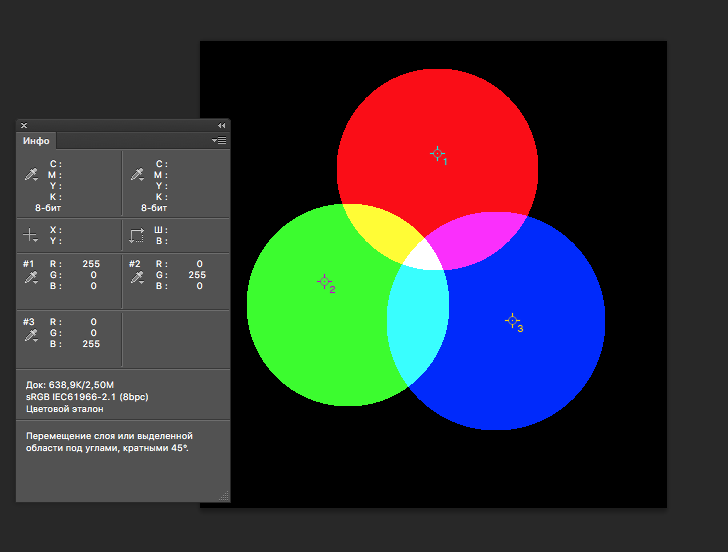 Инфо
C : C :
M : M :
Y : Y :
K : K :
8-бит 8-бит
X : Ш :
Y : В :
#1 R : 255 #2 R : 0
G : 0 G : 255
B : 0 B : 0
#3 R : 0
G : 0
B : 255
Док: 638,9K/2,50M
sRGB IEC61966-2.1 (8bpc)
Цветовой эталон
Перемещение слоя или выделенной
области под углами, кратными 45°.
1
2
3